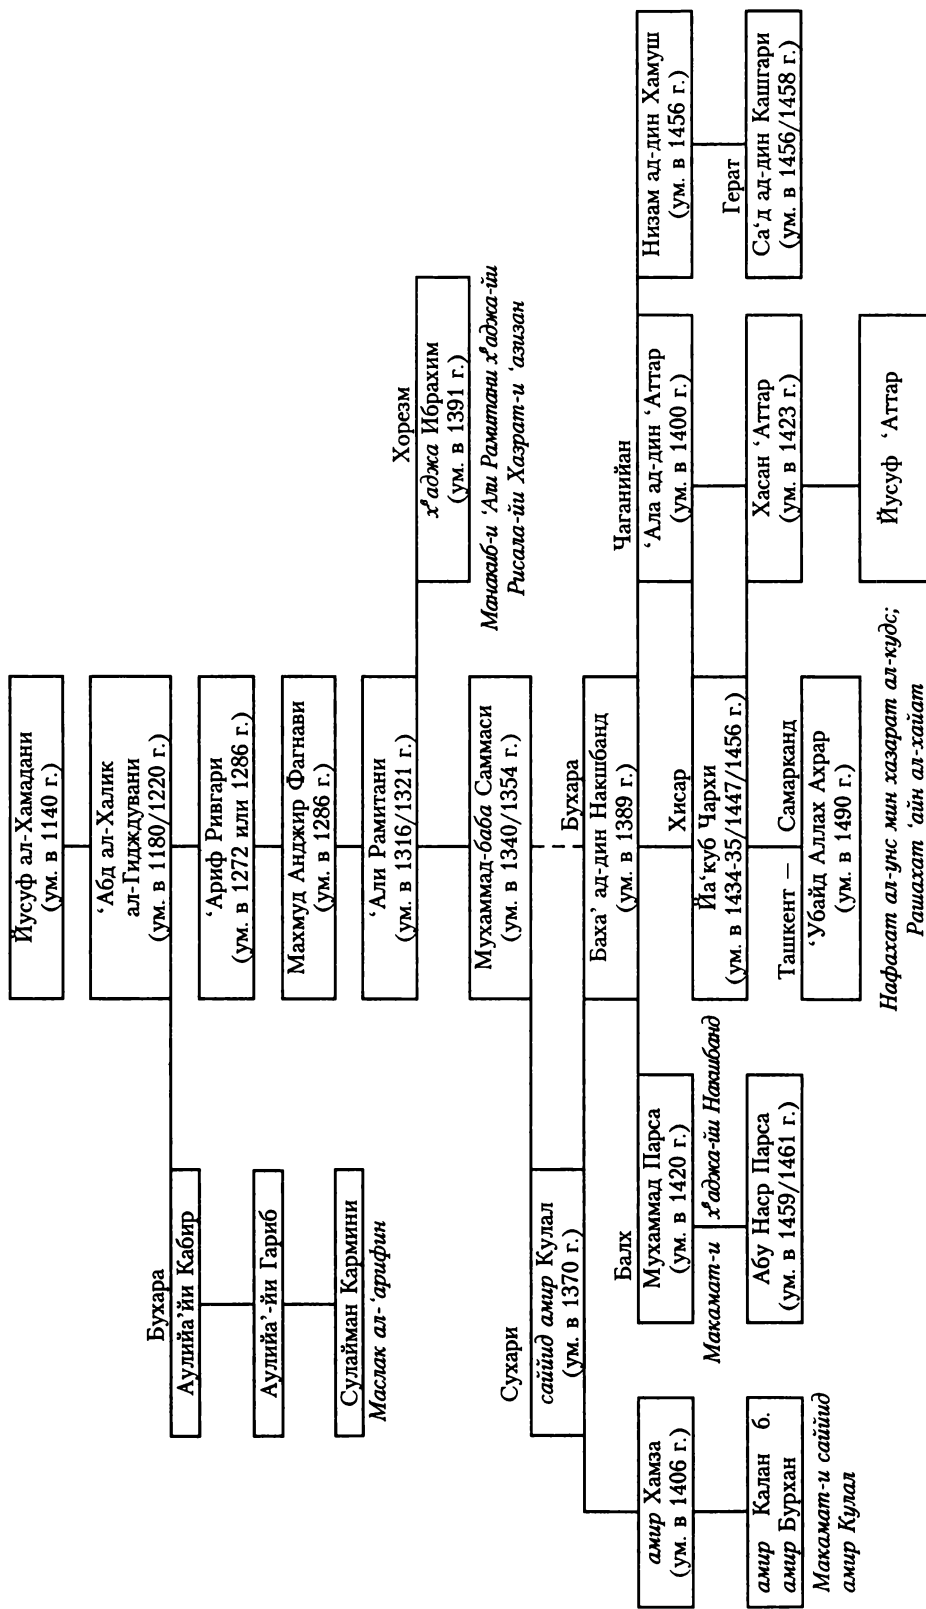 Йусуф ал-Хамадани
(ум. в 1140 г.)
‘Абд ал-Халик
ал-Гидждувани
(ум. в 1180/1220 г.)
Бухара
Аулийа’йи Кабир
Аулийа’-йи Гариб
Сулайман Кармини
Маслак ал-‘арифин
‘Ариф Ривгари
(ум. в 1272 или 1286 г.)
Махмуд Анджир Фагнави
(ум. в 1286 г.)
‘Али Рамитани
(ум. в 1316/1321 г.)
Хорезм
хᵛаджа Ибрахим
(ум. в 1391 г.)
Манакиб-и ‘Али Рамитани хᵛаджа-йи
Рисала-йи Хазрат-и ‘азизан
Мухаммад-баба Саммаси
(ум. в 1340/1354 г.)
Сухари
саййид амир Кулал
(ум. в 1370 г.)
Бухара
Баха’ ад-дин Накшбанд
(ум. в 1389 г.)
амир Хамза
(ум. в 1406 г.)
амир Калан б.
амир Бурхан
Макамат-и саййид
амир Кулал
Балх
Мухаммад Парса
(ум. в 1420 г.)
Макамат-и хᵛаджа-йи Накшбанд
Абу Наср Парса
(ум. в 1459/1461 г.)
Хисар
Йа‘куб Чархи
(ум. в 1434-35/1447/1456 г.)
Ташкент — Самарканд
‘Убайд Аллах Ахрар
(ум. в 1490 г.)
Чаганийан
‘Ала ад-дин ‘Аттар
(ум. в 1400 г.)
Хасан ‘Аттар
(ум. в 1423 г.)
Йусуф ‘Аттар
Низам ад-дин Хамуш
(ум. в 1456 г.)
Герат
Са‘д ад-дин Кашгари
(ум. в 1456/1458 г.)
Нафахат ал-унс мин хазарат ал-кудс;
Рашахат ‘айн ал-хайат